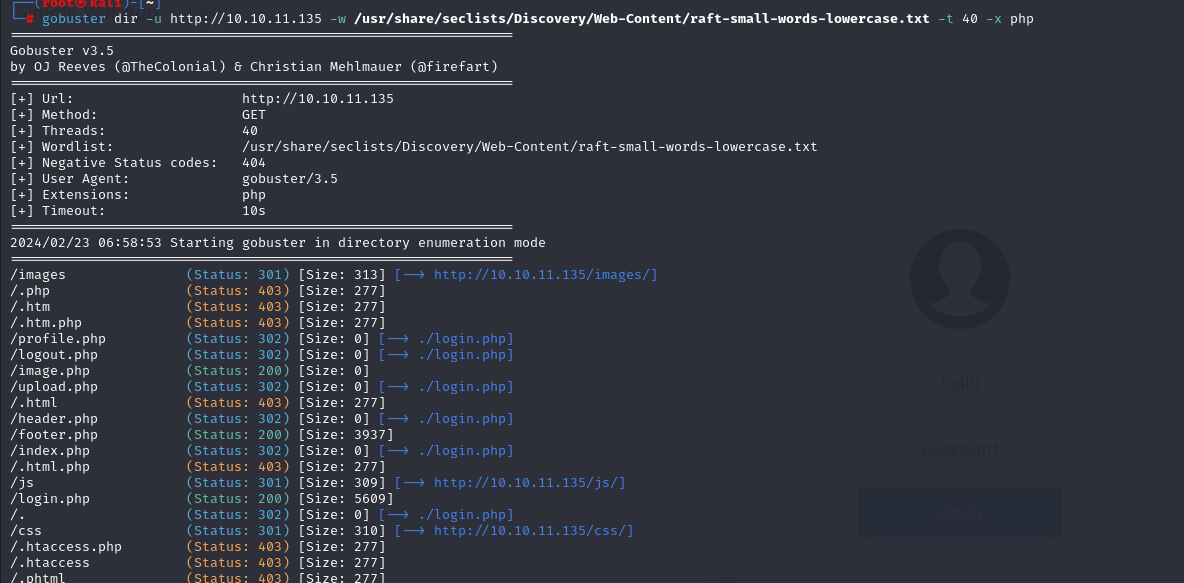 ┌──(root㉿kali)-[~]
└─# gobuster dir -u http://10.10.11.135 -w /usr/share/seclists/Discovery/Web-Content/raft-small-words-lowercase.txt -t 40 -x php
===============================================================
Gobuster v3.5
by OJ Reeves (@TheColonial) & Christian Mehlmauer (@firefart)
===============================================================
[+] Url: http://10.10.11.135
[+] Method: GET
[+] Threads: 40
[+] Wordlist: /usr/share/seclists/Discovery/Web-Content/raft-small-words-lowercase.txt
[+] Negative Status codes: 404
[+] User Agent: gobuster/3.5
[+] Extensions: php
[+] Timeout: 10s
===============================================================
2024/02/23 06:58:53 Starting gobuster in directory enumeration mode
===============================================================
/images (Status: 301) [Size: 313] [--> http://10.10.11.135/images/]
/.php (Status: 403) [Size: 277]
/.htm (Status: 403) [Size: 277]
/.htm.php (Status: 403) [Size: 277]
/profile.php (Status: 302) [Size: 0] [--> ./login.php]
/logout.php (Status: 302) [Size: 0] [--> ./login.php]
/image.php (Status: 200) [Size: 0]
/upload.php (Status: 302) [Size: 0] [--> ./login.php]
/.html (Status: 403) [Size: 277]
/header.php (Status: 302) [Size: 0] [--> ./login.php]
/footer.php (Status: 200) [Size: 3937]
/index.php (Status: 302) [Size: 0] [--> ./login.php]
/.html.php (Status: 403) [Size: 277]
/js (Status: 301) [Size: 309] [--> http://10.10.11.135/js/]
/login.php (Status: 200) [Size: 5609]
/. (Status: 302) [Size: 0] [--> ./login.php]
/css (Status: 301) [Size: 310] [--> http://10.10.11.135/css/]
/.htaccess.php (Status: 403) [Size: 277]
/.htaccess (Status: 403) [Size: 277]
/.phtml (Status: 403) [Size: 277]
login
password
LOG IN